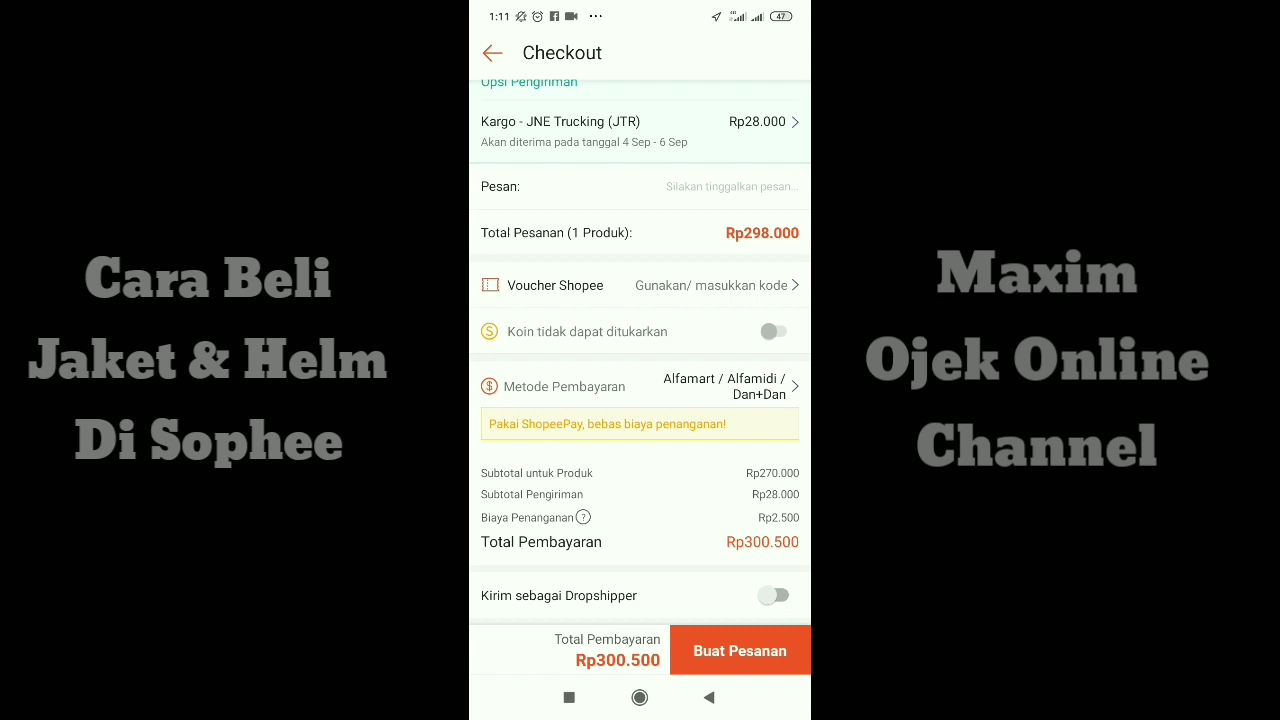 1:11
47
Checkout
Opsi Pengiriman
Kargo - JNE Trucking (JTR) Rp28.000
Akan diterima pada tanggal 4 Sep - 6 Sep
Pesan: Silakan tinggalkan pesan...
Total Pesanan (1 Produk): Rp298.000
Voucher Shopee Gunakan/ masukkan kode
Koin tidak dapat ditukarkan
Metode Pembayaran Alfamart / Alfamidi /
Dan+Dan
Pakai ShopeePay, bebas biaya penanganan!
Subtotal untuk Produk Rp270.000
Subtotal Pengiriman Rp28.000
Biaya Penanganan ? Rp2.500
Total Pembayaran Rp300.500
Kirim sebagai Dropshipper
Total Pembayaran
Rp300.500
Buat Pesanan
Cara Beli
Jaket & Helm
Di Sophee
Maxim
Ojek Online
Channel